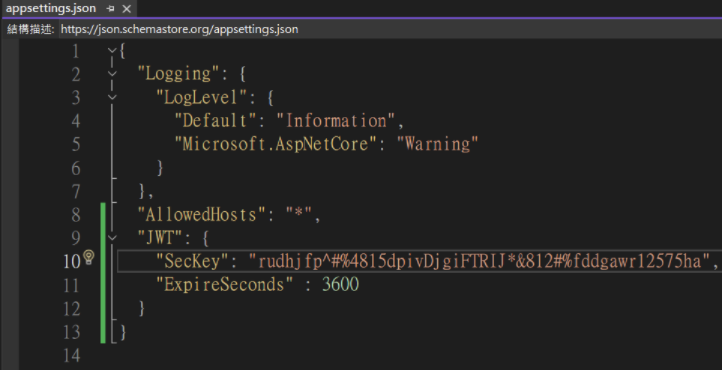 appsettings.json
結構描述: https://json.schemastore.org/appsettings.json
1 {
2 "Logging": {
3 "LogLevel": {
4 "Default": "Information",
5 "Microsoft.AspNetCore": "Warning"
6 }
7 },
8 "AllowedHosts": "*",
9 "JWT": {
10 "SecKey": "rudhjfp^#%4815dpivDjgiFTRIJ*&812#%fddgawr12575ha",
11 "ExpireSeconds" : 3600
12 }
13 }
14